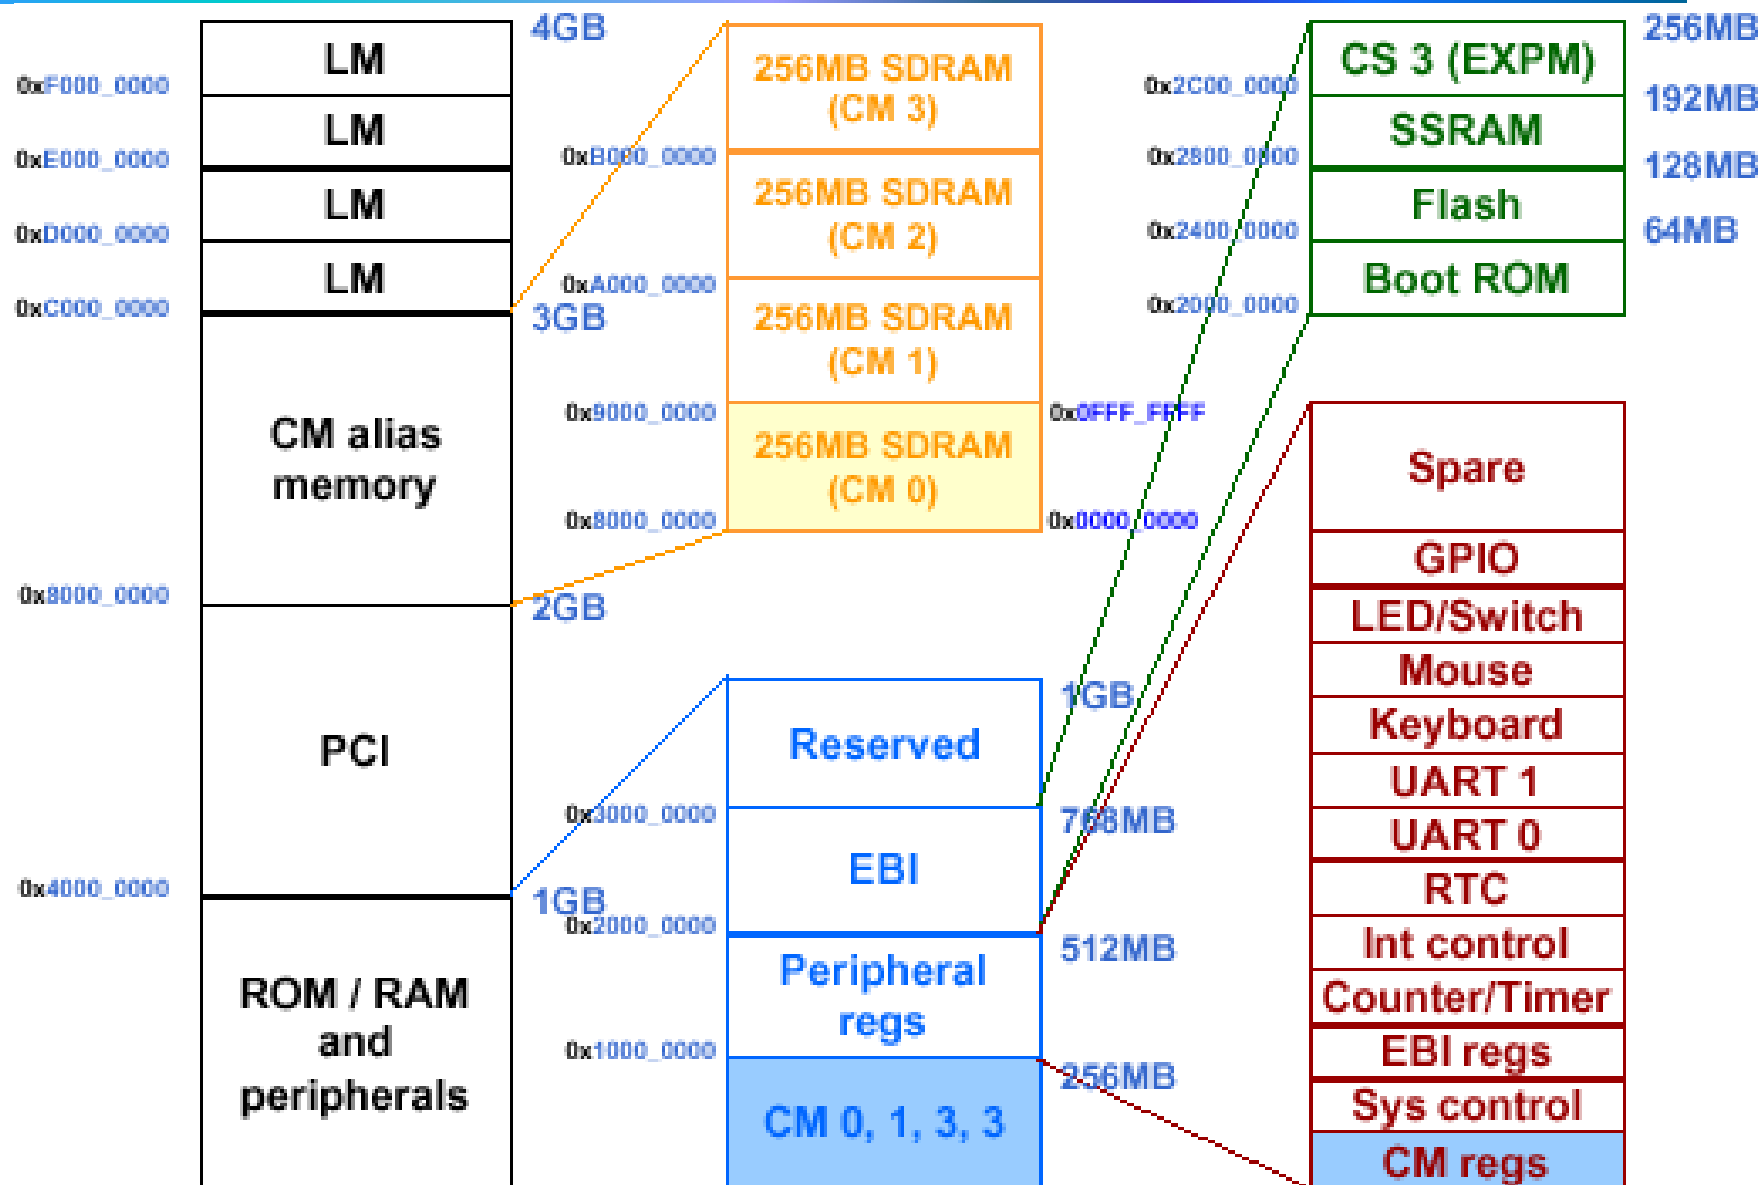 4GB
LM
0xF000_0000
LM
0xE000_0000
LM
0xD000_0000
LM
0xC000_0000
3GB
CM alias
memory
0x8000_0000
2GB
PCI
0x4000_0000
1GB
ROM / RAM
and
peripherals
256MB SDRAM
(CM 3)
0xB000_0000
256MB SDRAM
(CM 2)
0xA000_0000
256MB SDRAM
(CM 1)
0x9000_0000
0x0FFF_FFFF
256MB SDRAM
(CM 0)
0x8000_0000
0x0000_0000
1GB
Reserved
0x3000_0000
768MB
EBI
0x2000_0000
512MB
Peripheral
regs
0x1000_0000
256MB
CM 0, 1, 3, 3
256MB
CS 3 (EXPM)
0x2C00_0000
192MB
SSRAM
0x2800_0000
128MB
Flash
0x2400_0000
64MB
Boot ROM
0x2000_0000
Spare
GPIO
LED/Switch
Mouse
Keyboard
UART 1
UART 0
RTC
Int control
Counter/Timer
EBI regs
Sys control
CM regs